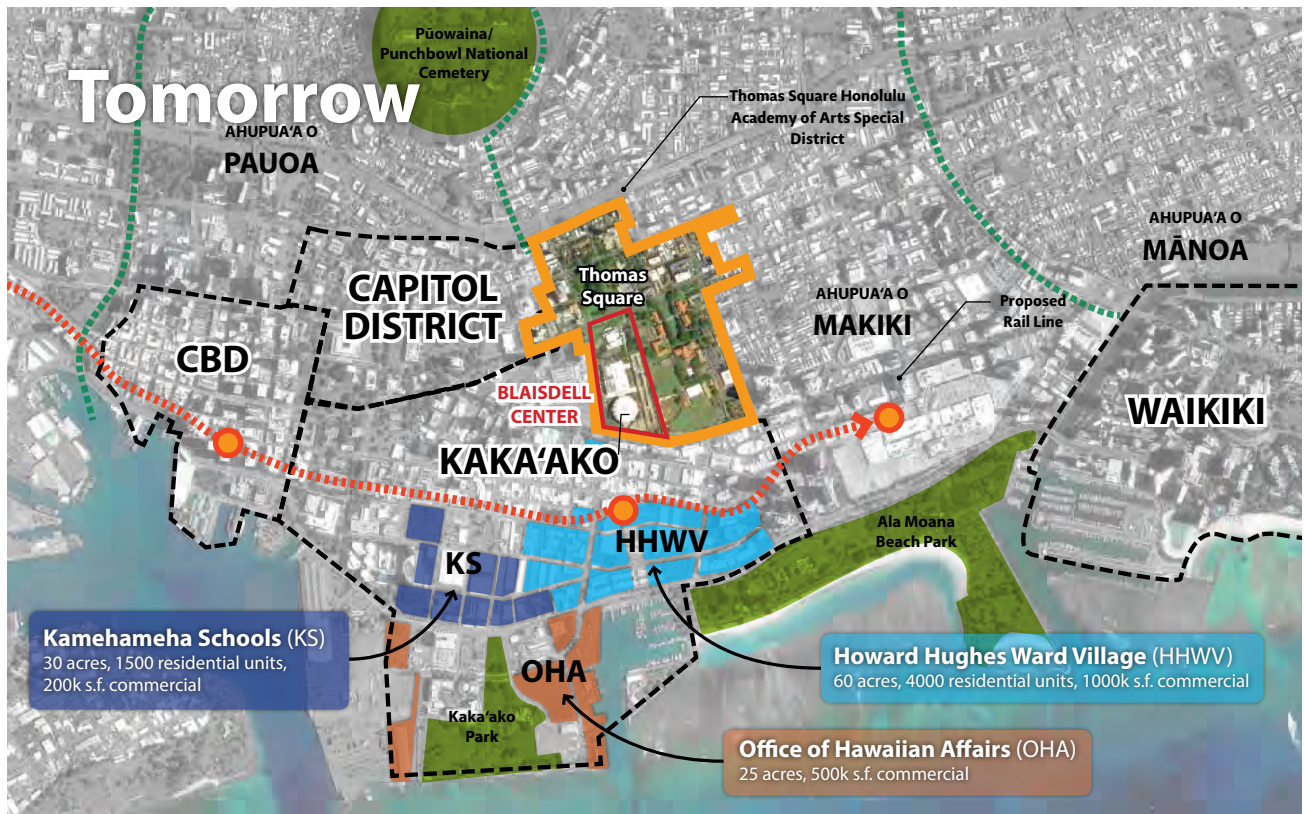 Pūowaina/
Punchbowl National
Cemetery
Tomorrow
AHUPUA‘A O
PAUOA
Thomas Square Honolulu
Academy of Arts Special
District
AHUPUA‘A O
MĀNOA
CAPITOL
DISTRICT
Thomas
Square
AHUPUA‘A O
MAKIKI
Proposed
Rail Line
CBD
BLAISDELL
CENTER
WAIKIKI
KAKA‘AKO
Ala Moana
Beach Park
HHWV
KS
Kamehameha Schools (KS)
30 acres, 1500 residential units,
200k s.f. commercial
Howard Hughes Ward Village (HHWV)
60 acres, 4000 residential units, 1000k s.f. commercial
OHA
Kaka‘ako
Park
Office of Hawaiian Affairs (OHA)
25 acres, 500k s.f. commercial